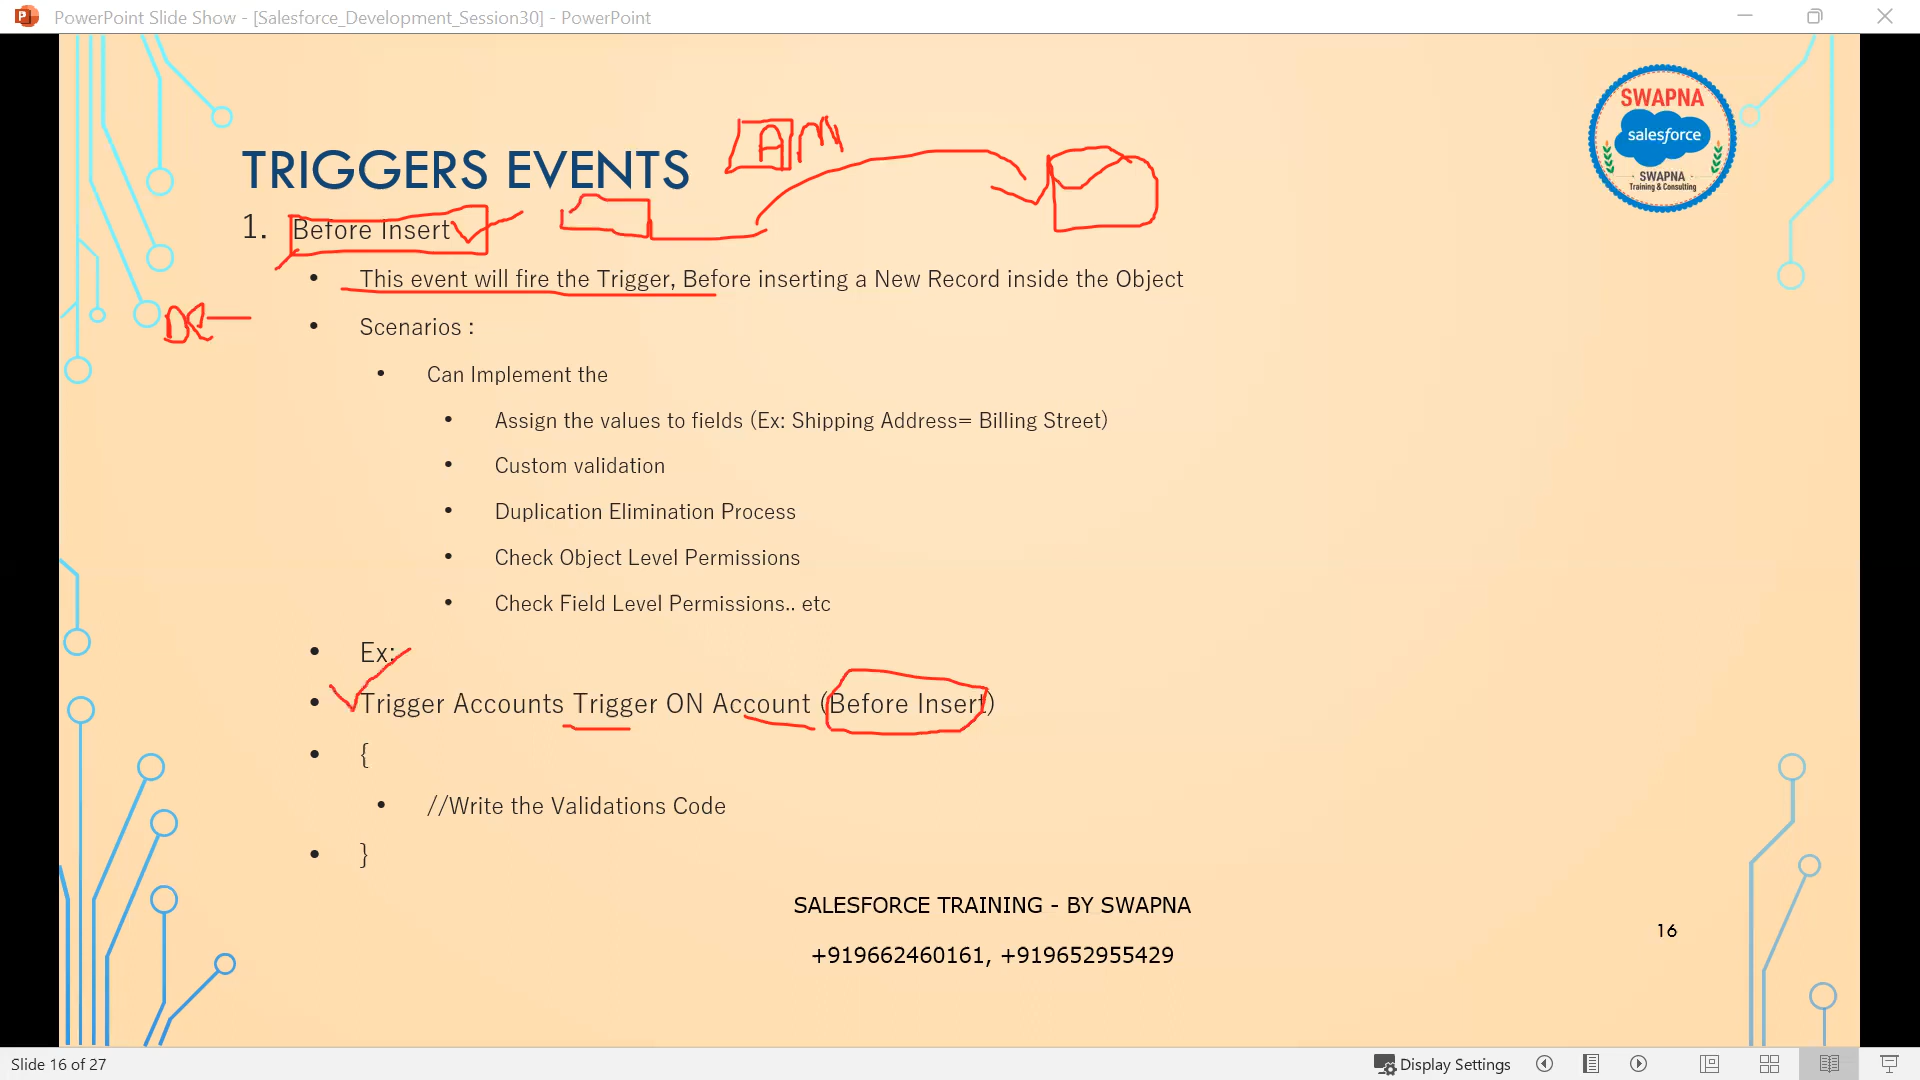 PowerPoint Slide Show - [Salesforce_Development_Session30] - PowerPoint
SWAPNA
salesforce
SWAPNA
Training & Consulting
TRIGGERS EVENTS
1. Before Insert
• This event will fire the Trigger, Before inserting a New Record inside the Object
• Scenarios :
• Can Implement the
• Assign the values to fields (Ex: Shipping Address= Billing Street)
• Custom validation
• Duplication Elimination Process
• Check Object Level Permissions
• Check Field Level Permissions.. etc
• Ex:
• Trigger Accounts Trigger ON Account (Before Insert)
• {
• //Write the Validations Code
• }
SALESFORCE TRAINING - BY SWAPNA
+919662460161, +919652955429
16
Slide 16 of 27
Display Settings